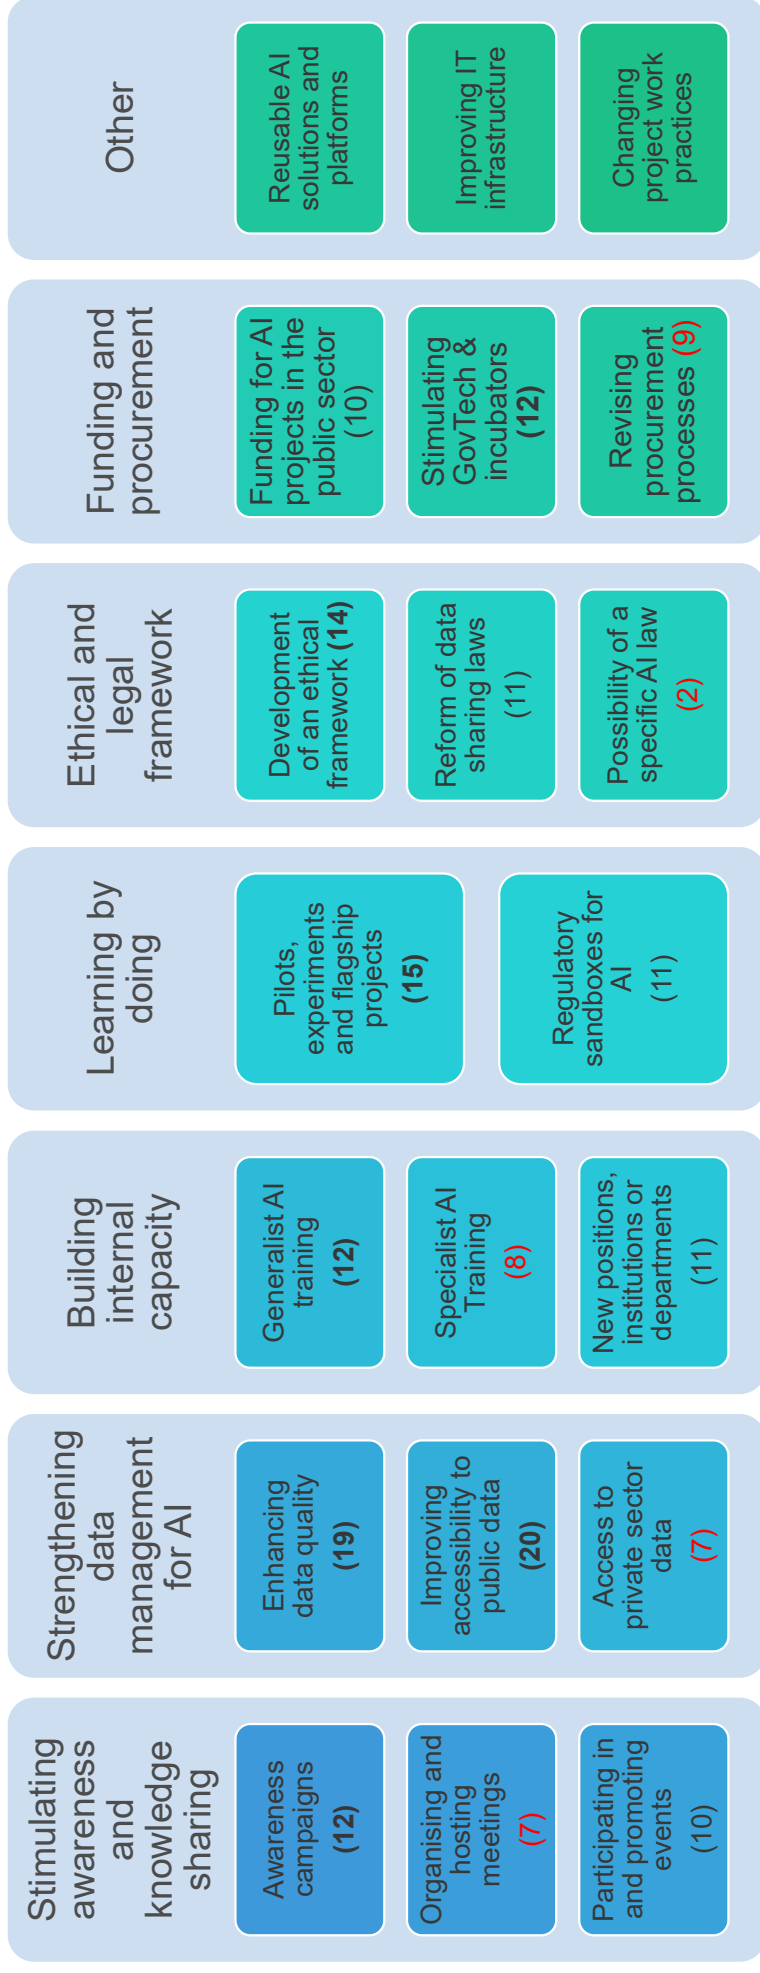 Stimulating
awareness
and
knowledge
sharing
Awareness
campaigns
(12)
Organising and
hosting
meetings
(7)
Participating in
and promoting
events
(10)
Strengthening
data
management
for AI
Enhancing
data quality
(19)
Improving
accessibility to
public data
(20)
Access to
private sector
data
(7)
Building
internal
capacity
Generalist AI
training
(12)
Specialist AI
Training
(8)
New positions,
institutions or
departments
(11)
Learning by
doing
Pilots,
experiments
and flagship
projects
(15)
Regulatory
sandboxes for
AI
(11)
Ethical and
legal
framework
Development
of an ethical
framework (14)
Reform of data
sharing laws
(11)
Possibility of a
specific AI law
(2)
Funding and
procurement
Funding for AI
projects in the
public sector
(10)
Stimulating
GovTech &
incubators
(12)
Revising
procurement
processes (9)
Other
Reusable AI
solutions and
platforms
Improving IT
infrastructure
Changing
project work
practices